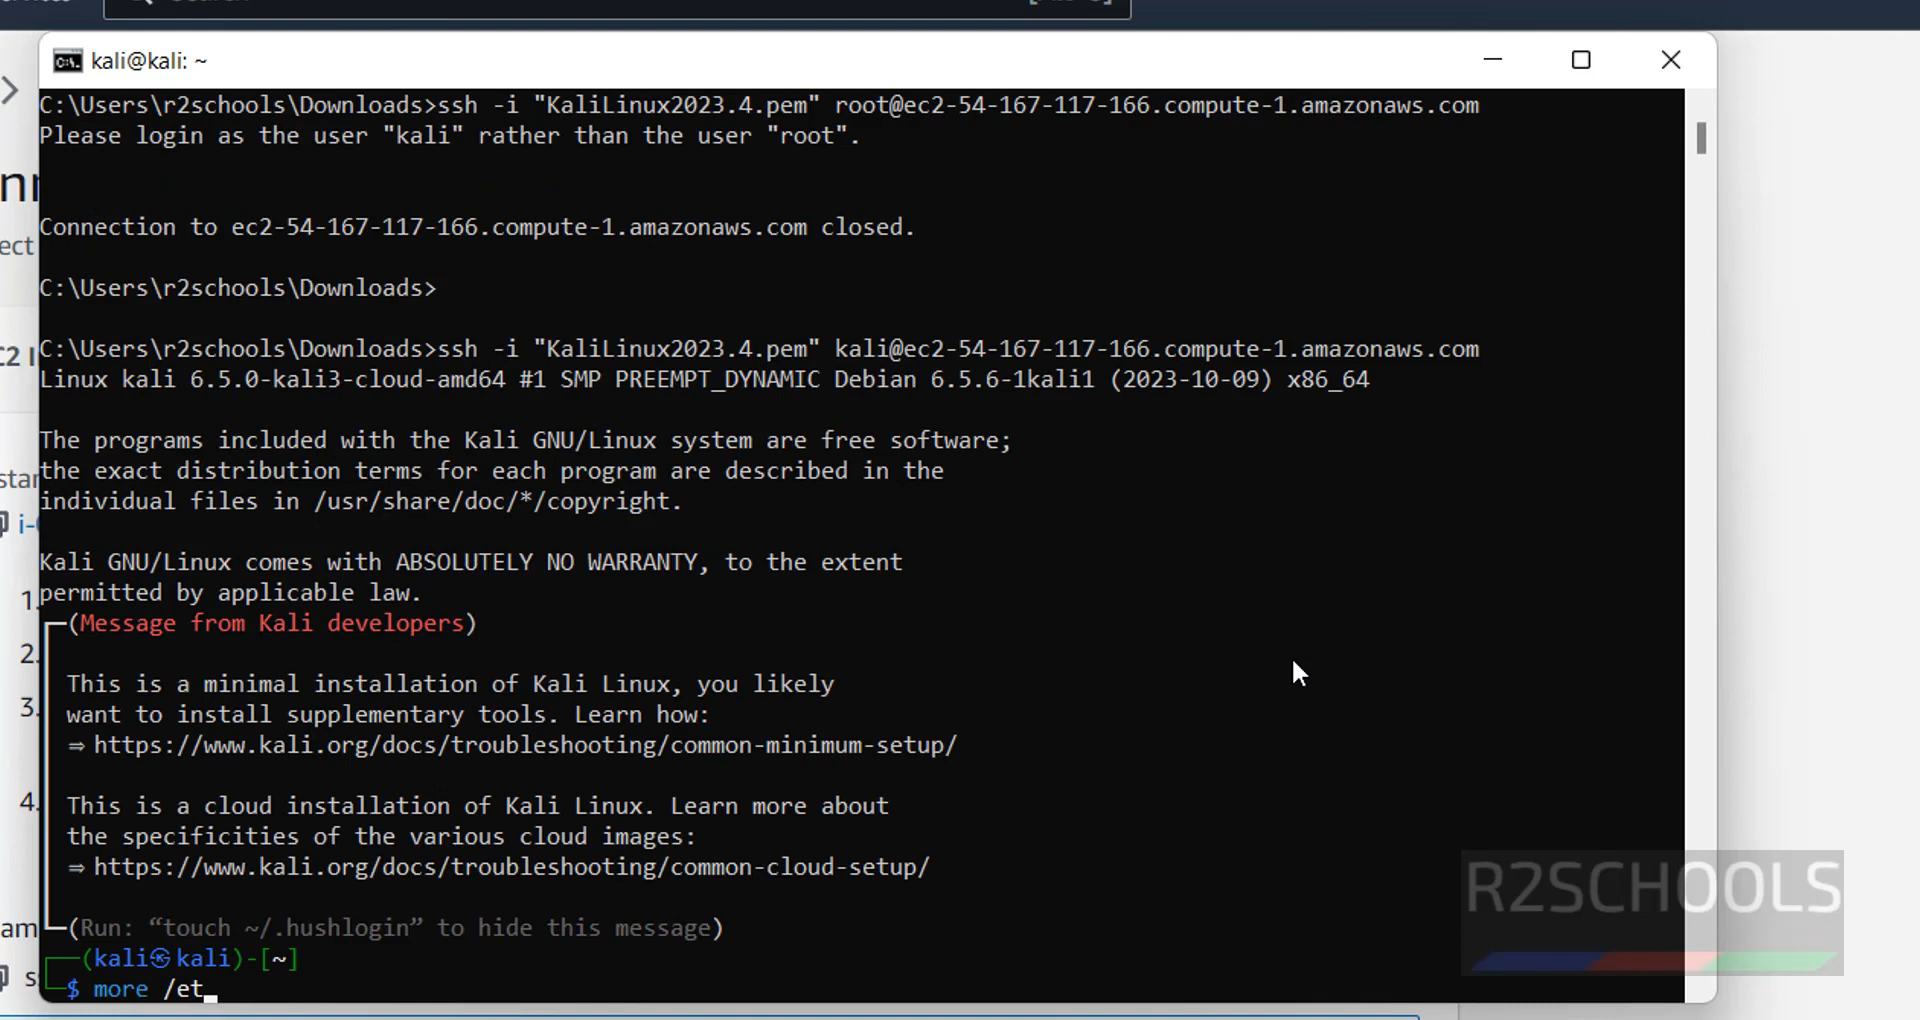 kali@kali: ~
C:\Users\r2schools\Downloads>ssh -i "KaliLinux2023.4.pem" root@ec2-54-167-117-166.compute-1.amazonaws.com
Please login as the user "kali" rather than the user "root".
Connection to ec2-54-167-117-166.compute-1.amazonaws.com closed.
C:\Users\r2schools\Downloads>
C:\Users\r2schools\Downloads>ssh -i "KaliLinux2023.4.pem" kali@ec2-54-167-117-166.compute-1.amazonaws.com
Linux kali 6.5.0-kali3-cloud-amd64 #1 SMP PREEMPT_DYNAMIC Debian 6.5.6-1kali1 (2023-10-09) x86_64
The programs included with the Kali GNU/Linux system are free software;
the exact distribution terms for each program are described in the
individual files in /usr/share/doc/*/copyright.
Kali GNU/Linux comes with ABSOLUTELY NO WARRANTY, to the extent
permitted by applicable law.
(Message from Kali developers)
This is a minimal installation of Kali Linux, you likely
want to install supplementary tools. Learn how:
⇒ https://www.kali.org/docs/troubleshooting/common-minimum-setup/
This is a cloud installation of Kali Linux. Learn more about
the specificities of the various cloud images:
⇒ https://www.kali.org/docs/troubleshooting/common-cloud-setup/
(Run: “touch ~/.hushlogin” to hide this message)
(kali㉿kali)-[~]
$ more /et
1.
2.
3.
4.
R2SCHOOLS